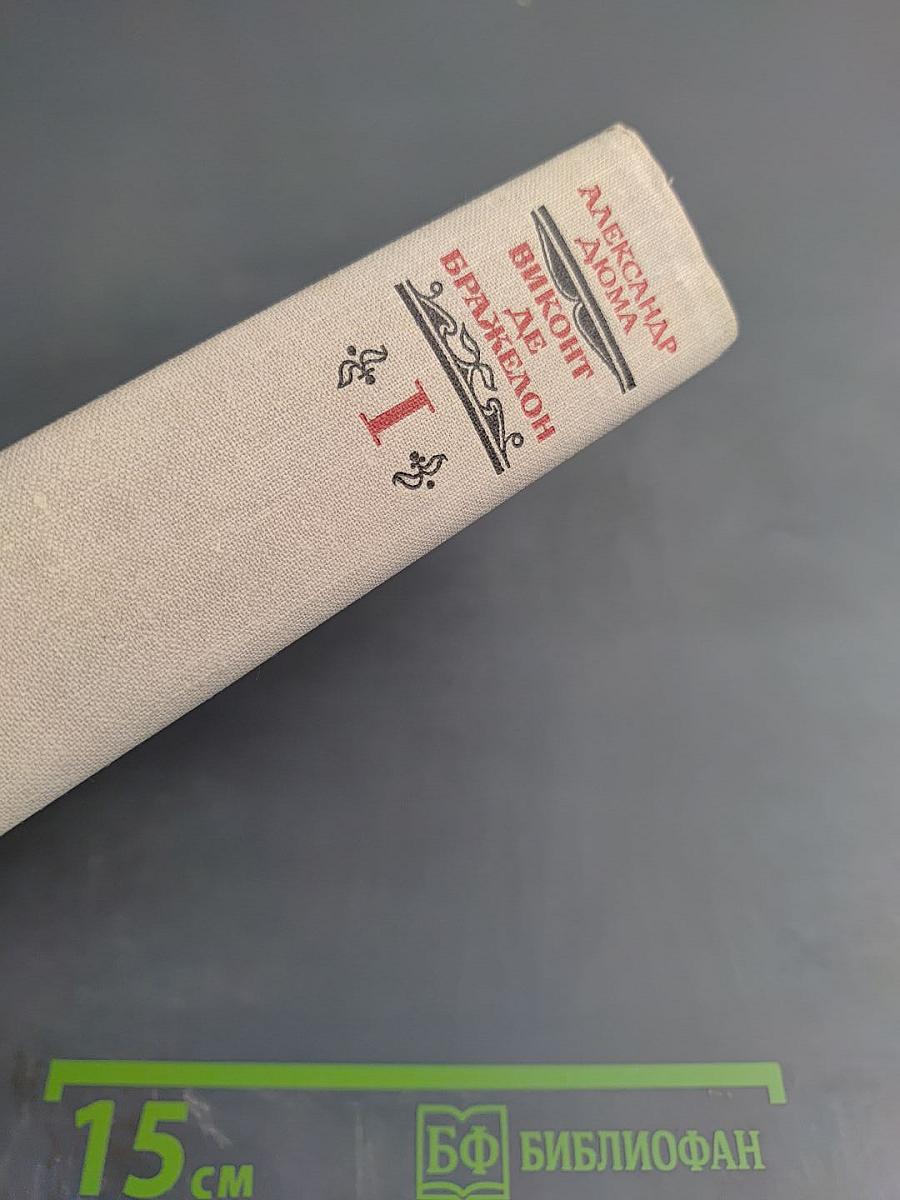 АЛЕКСАНДР
ДЮМА
ВИКОНТ
ДЕ
БРАЖЕЛОН
I
15 см
БФ БИБЛИОФАН